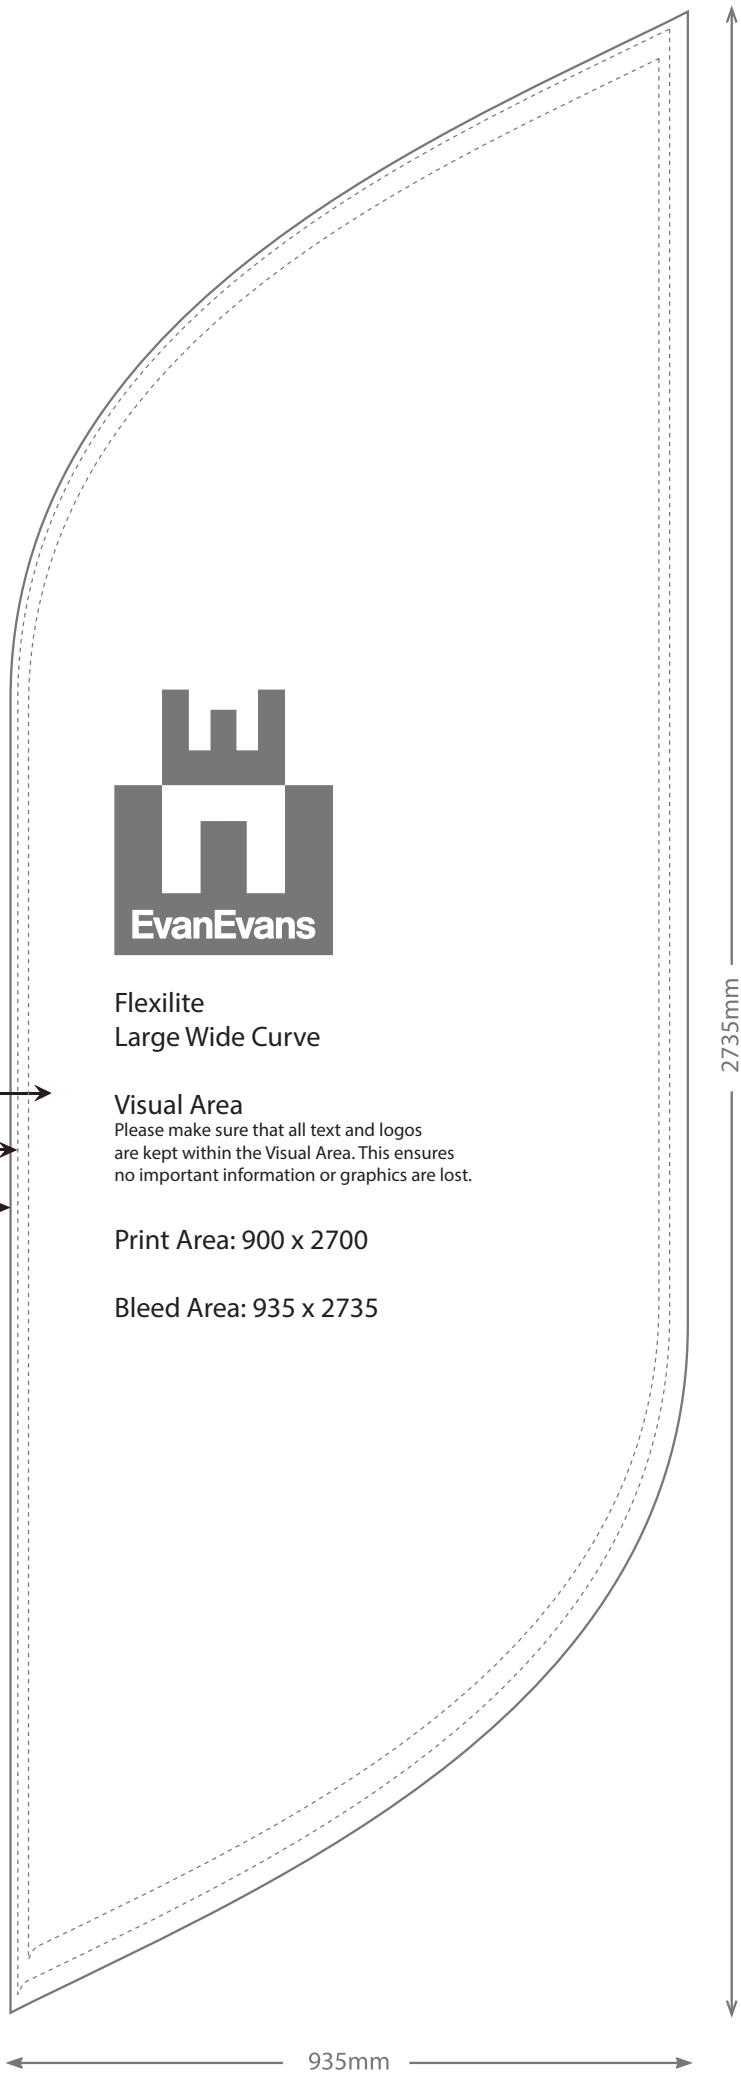 EvanEvans
Flexilite
Large Wide Curve
Visual Area
Please make sure that all text and logos
are kept within the Visual Area. This ensures
no important information or graphics are lost.
Print Area: 900 x 2700
Bleed Area: 935 x 2735
2735mm
935mm